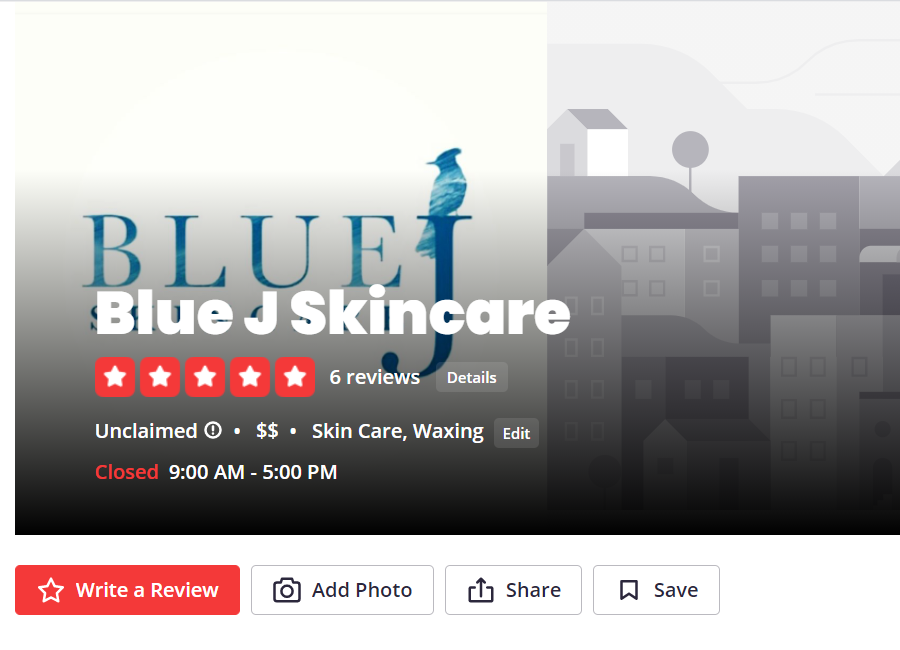 BLUE J
Blue J Skincare
6 reviews Details
Unclaimed • $$ • Skin Care, Waxing Edit
Closed 9:00 AM - 5:00 PM
Write a Review Add Photo Share Save